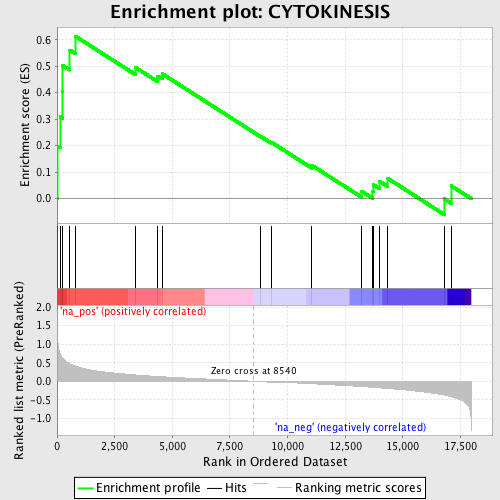 Enrichment plot: CYTOKINESIS
Enrichment score (ES)
0.6
0.5
0.4
0.3
0.2
0.1
0.0
Ranked list metric (PreRanked)
2.0
1.5
1.0
0.5
0.0
-0.5
-1.0
'na_pos' (positively correlated)
Zero cross at 8540
'na_neg' (negatively correlated)
0
2,500
5,000
7,500
10,000
12,500
15,000
17,500
Rank in Ordered Dataset
Enrichment profile
Hits
Ranking metric scores